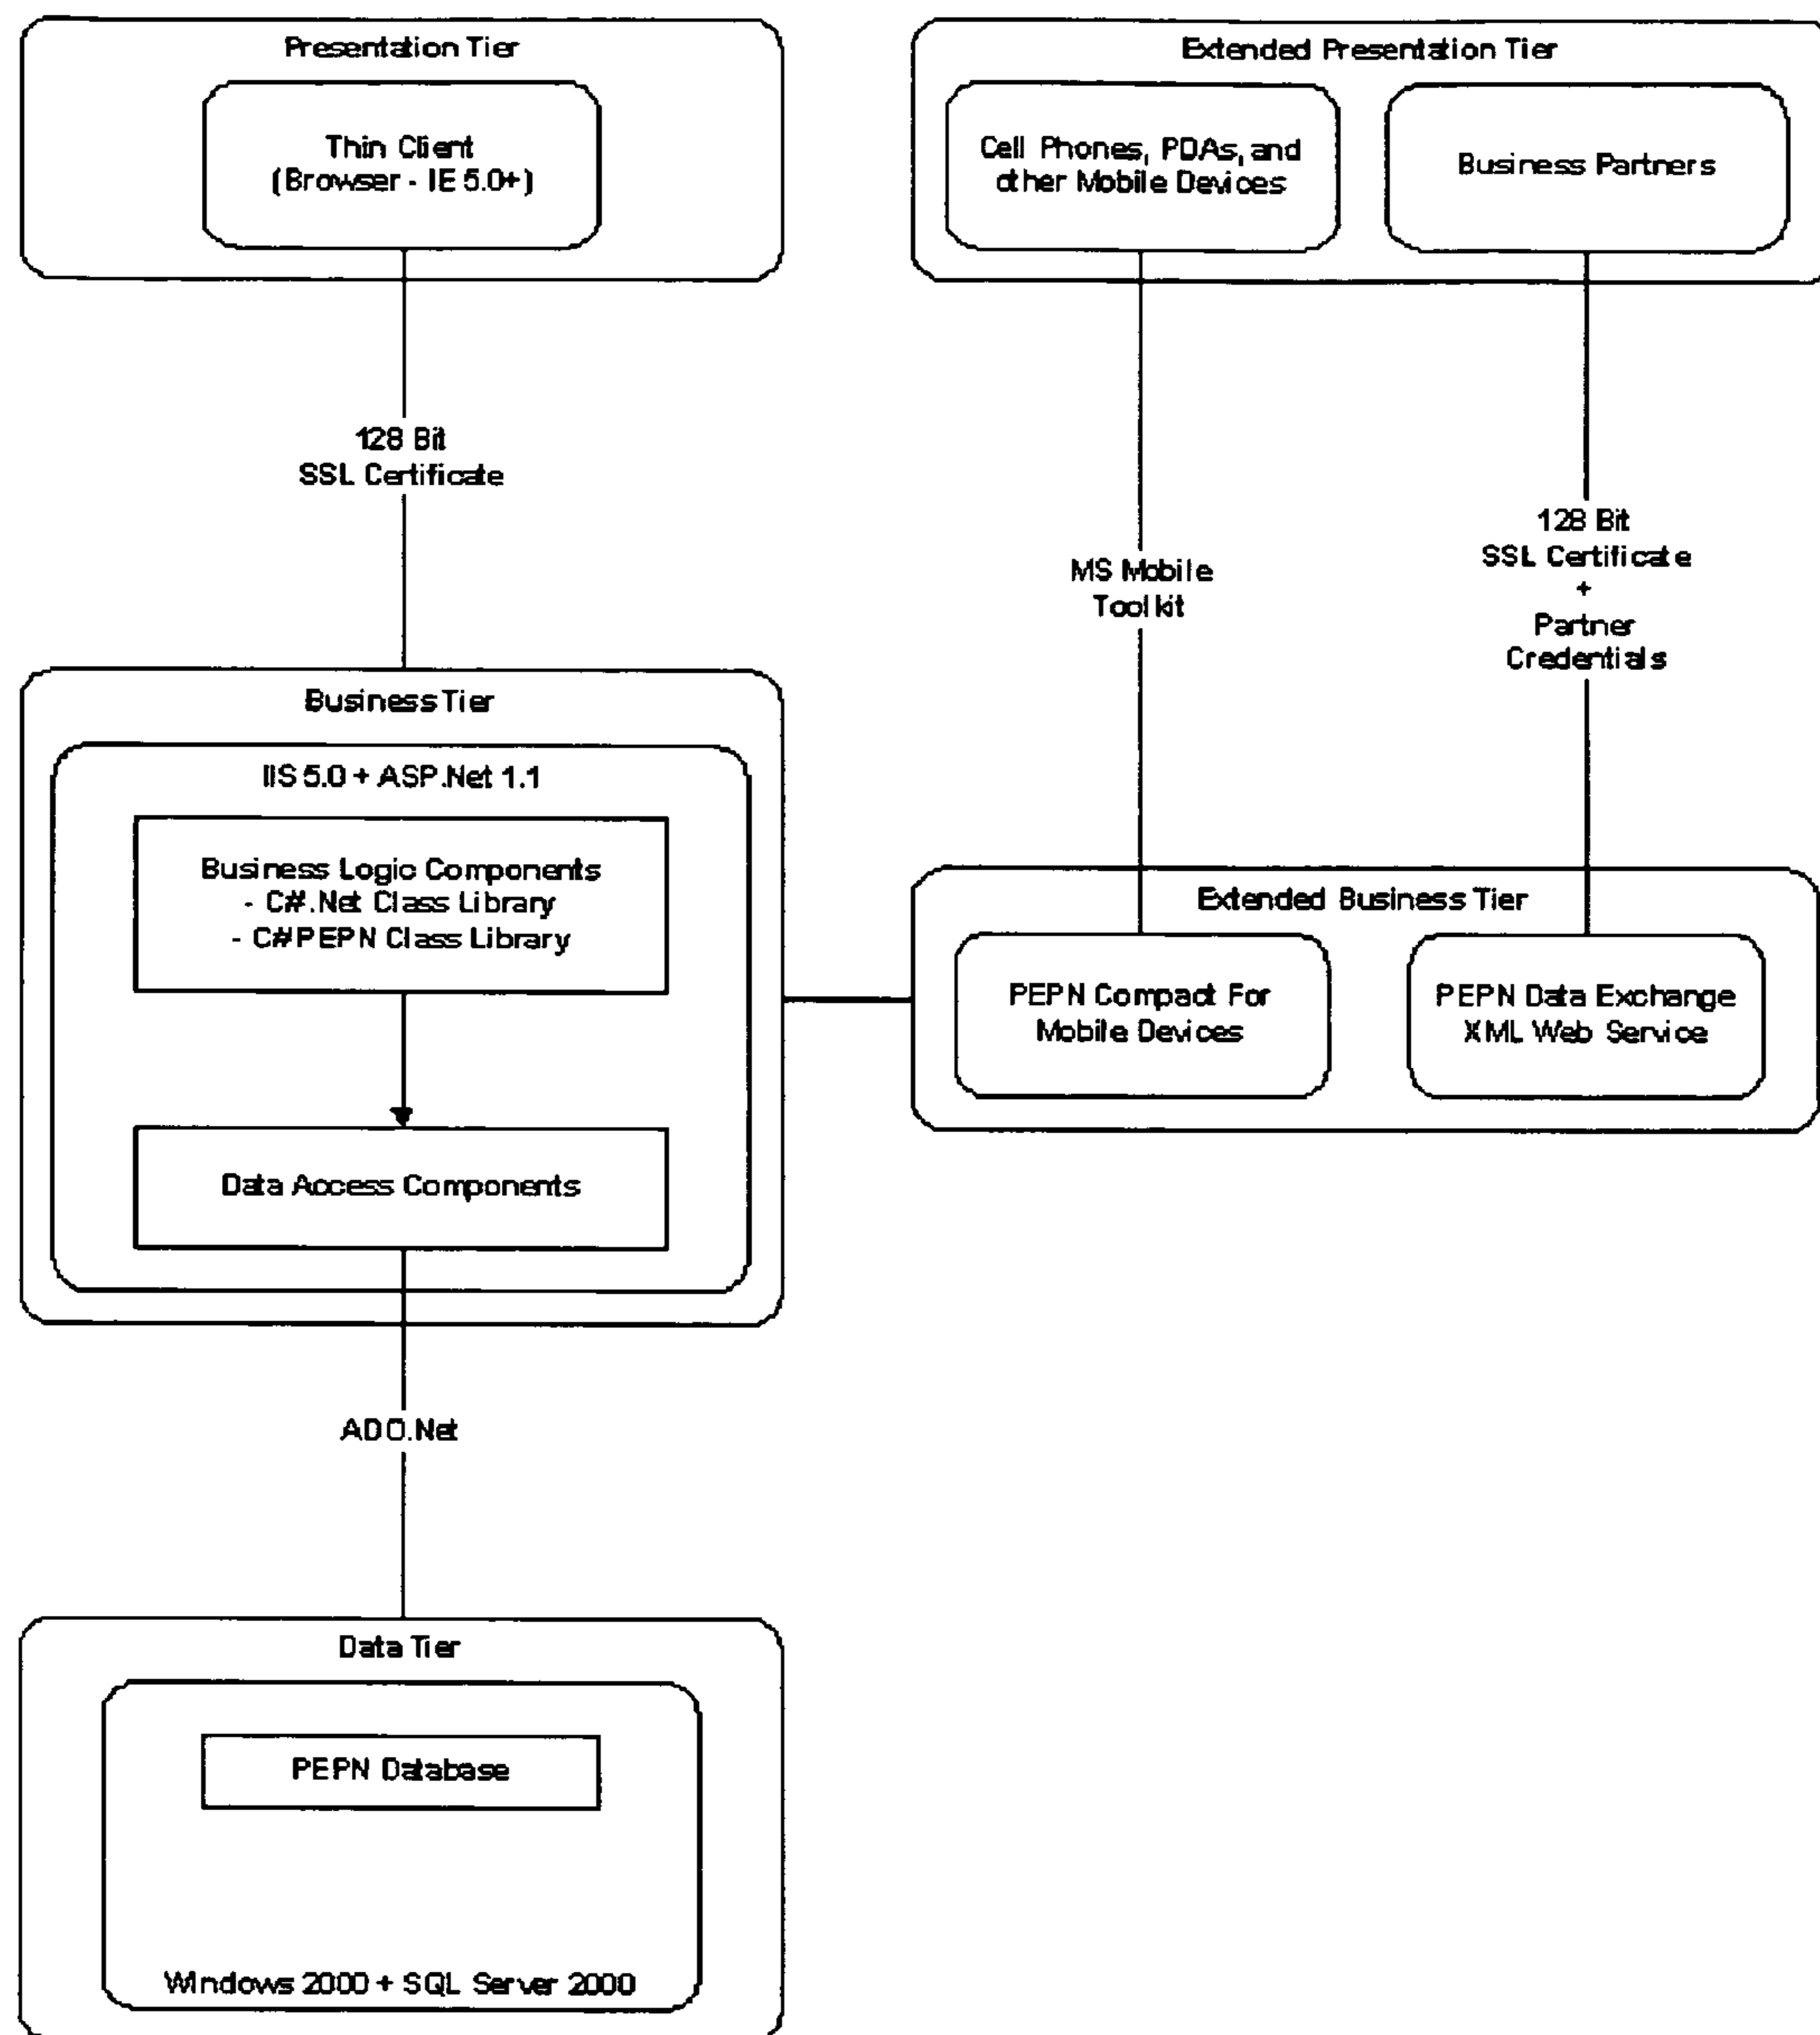 Presentation Tier
Thin Client
(Browser - IE 5.0+)
Extended Presentation Tier
Cell Phones, PDAs, and
other Mobile Devices
Business Partners
128 Bit
SSL Certificate
MS Mobile
Toolkit
128 Bit
SSL Certificate
+
Partner
Credentials
Business Tier
IIS 5.0 + ASP.Net 1.1
Business Logic Components
- C#.Net Class Library
- C# PEPN Class Library
Data Access Components
Extended Business Tier
PEPN Compact For
Mobile Devices
PEPN Data Exchange
XML Web Service
ADO.Net
Data Tier
PEPN Database
Windows 2000 + SQL Server 2000